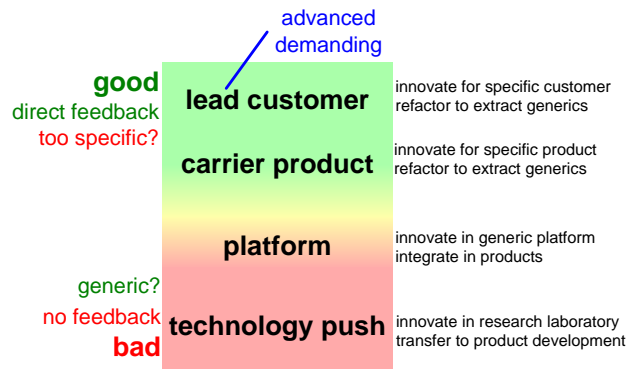 advanced
demanding
good
direct feedback
too specific?
lead customer
innovate for specific customer
refactor to extract generics
carrier product
innovate for specific product
refactor to extract generics
platform
innovate in generic platform
integrate in products
generic?
no feedback
bad
technology push
innovate in research laboratory
transfer to product development